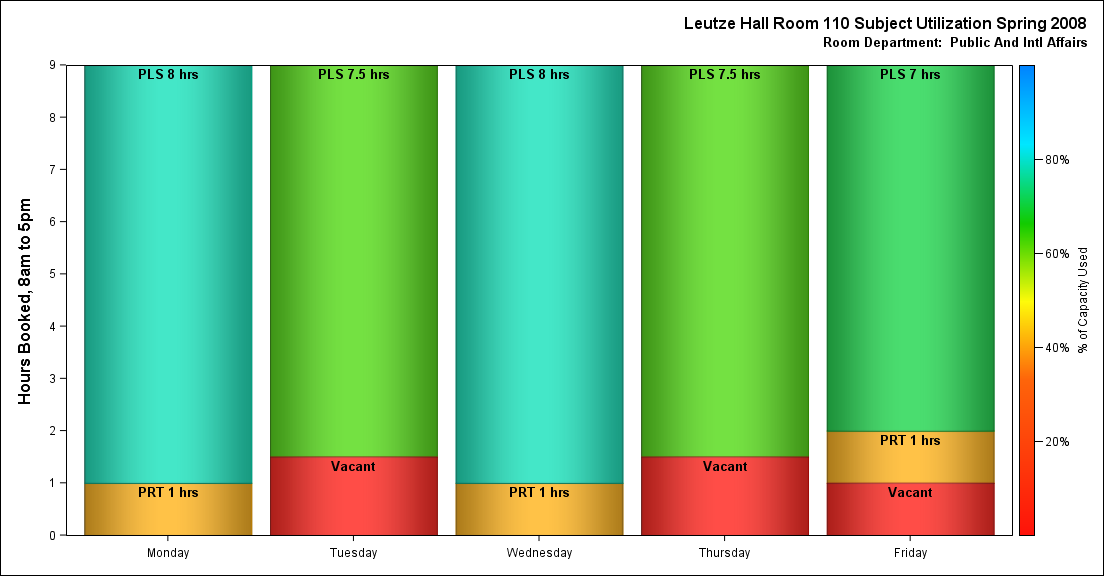 Leutze Hall Room 110 Subject Utilization Spring 2008
Room Department:  Public And Intl Affairs
Hours Booked, 8am to 5pm
9
8
7
6
5
4
3
2
1
0
PLS 8 hrs
PRT 1 hrs
PLS 7.5 hrs
Vacant
PLS 8 hrs
PRT 1 hrs
PLS 7.5 hrs
Vacant
PLS 7 hrs
PRT 1 hrs
Vacant
Monday
Tuesday
Wednesday
Thursday
Friday
80%
60%
40%
20%
% of Capacity Used